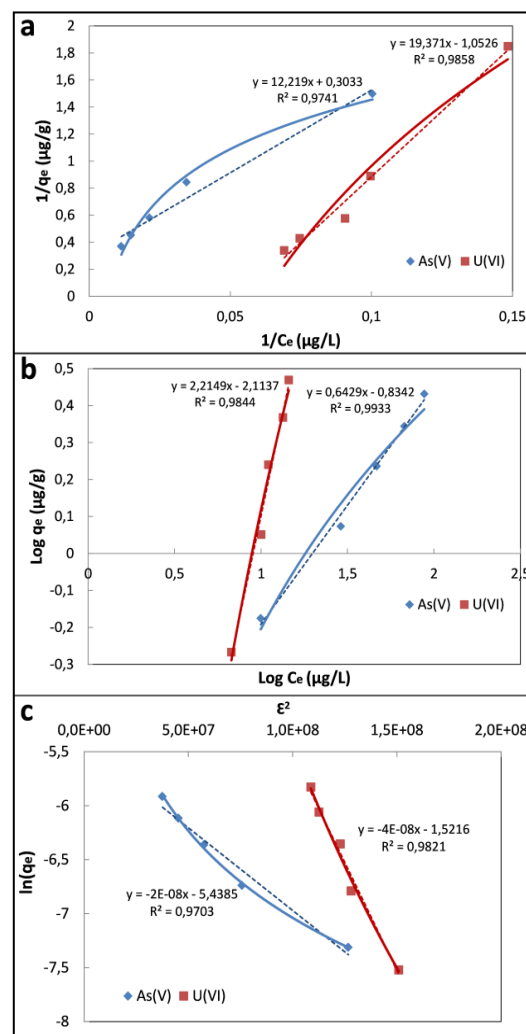 a
2
1,8
1,6
1,4
1,2
1
0,8
0,6
0,4
0,2
0
1/qe (µg/g)
y = 19,371x - 1,0526
R² = 0,9858
y = 12,219x + 0,3033
R² = 0,9741
As(V) U(VI)
0 0,05 0,1 0,15
1/Ce (µg/L)
b
0,5
0,4
0,3
0,2
0,1
0
-0,1
-0,2
-0,3
Log qe (µg/g)
y = 2,2149x - 2,1137
R² = 0,9844
y = 0,6429x - 0,8342
R² = 0,9933
0 0,5 1 1,5 2 2,5
As(V) U(VI)
Log Ce (µg/L)
c
Ɛ²
0,0E+00 5,0E+07 1,0E+08 1,5E+08 2,0E+08
-5,5
-6
-6,5
-7
-7,5
-8
ln(qe)
y = -4E-08x - 1,5216
R² = 0,9821
y = -2E-08x - 5,4385
R² = 0,9703
As(V) U(VI)